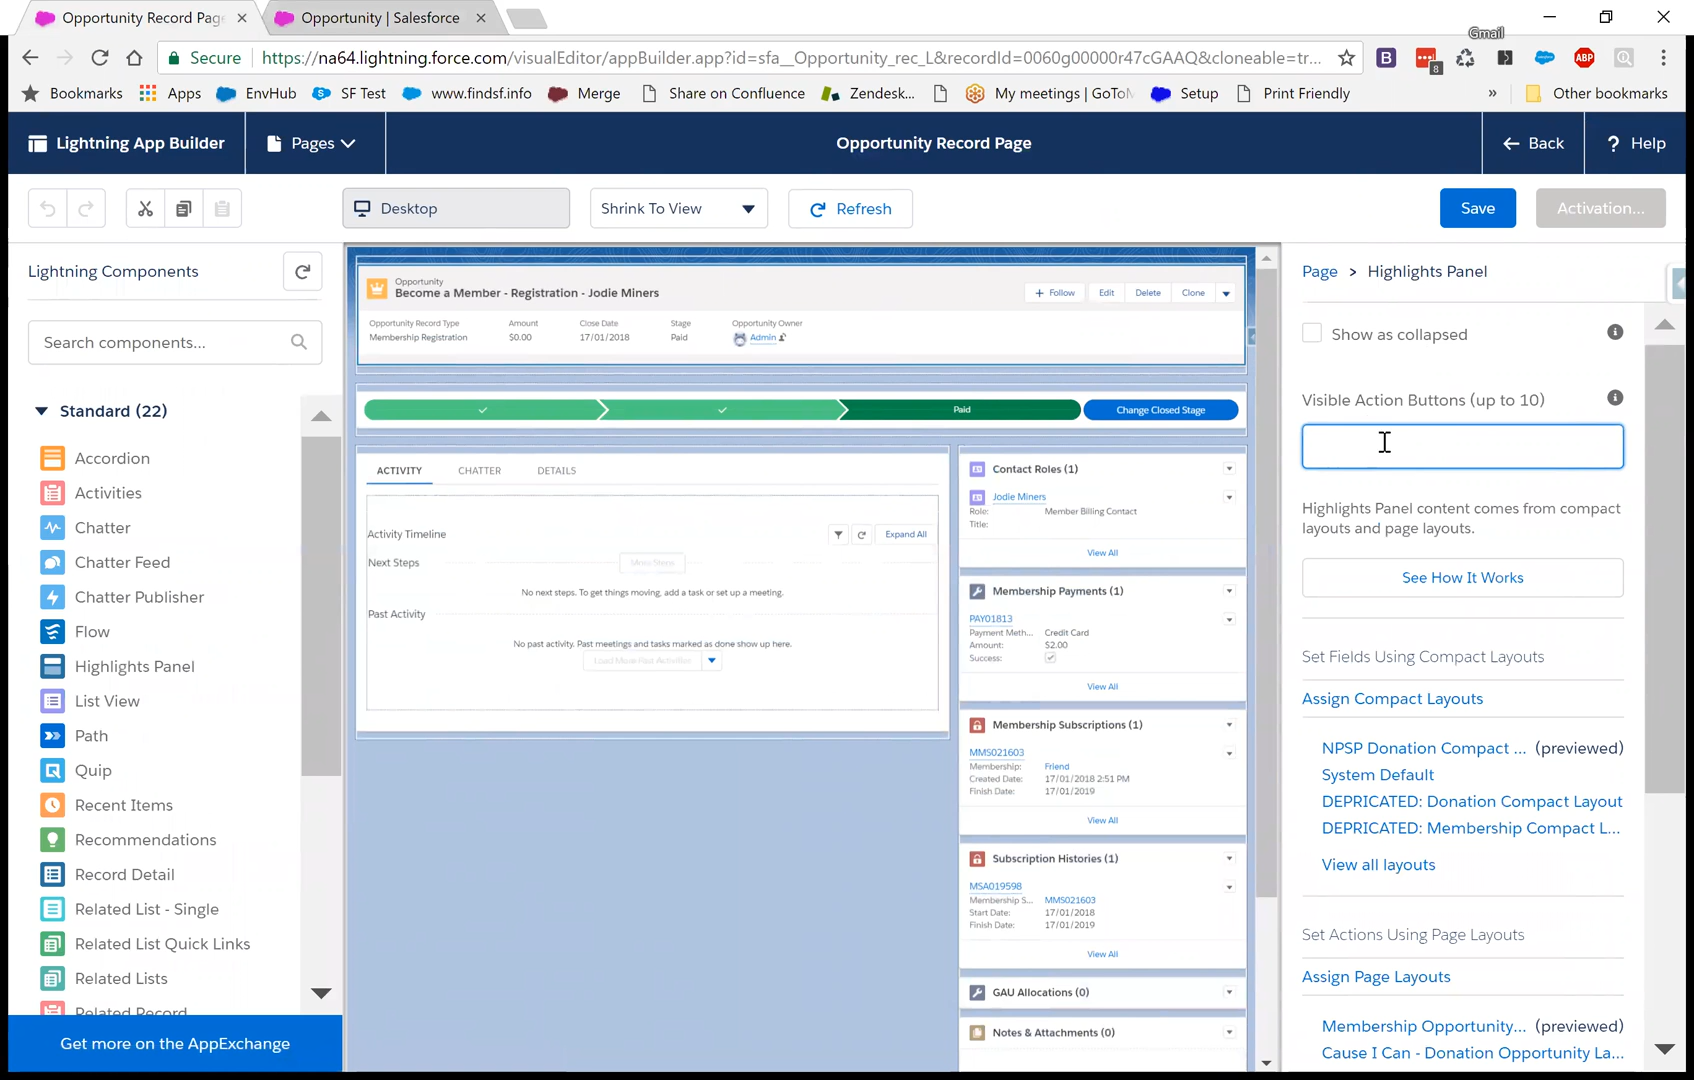 Opportunity Record Page
Opportunity | Salesforce
Gmail
Secure
https://na64.lightning.force.com/visualEditor/appBuilder.app?id=sfa__Opportunity_rec_L&recordId=0060g00000r47cGAAQ&cloneable=tr...
ABP
8
Bookmarks
Apps
EnvHub
SF Test
www.findsf.info
Merge
Share on Confluence
Zendesk...
My meetings | GoToM
Setup
Print Friendly
»
Other bookmarks
Lightning App Builder
Pages
Opportunity Record Page
Back
? Help
Desktop
Shrink To View
Refresh
Save
Activation...
Lightning Components
Search components...
Standard (22)
Accordion
Activities
Chatter
Chatter Feed
Chatter Publisher
Flow
Highlights Panel
List View
Path
Quip
Recent Items
Recommendations
Record Detail
Related List - Single
Related List Quick Links
Related Lists
Related Record
Get more on the AppExchange
Opportunity
Become a Member - Registration - Jodie Miners
+ Follow
Edit
Delete
Clone
Opportunity Record Type
Membership Registration
Amount
$0.00
Close Date
17/01/2018
Stage
Paid
Opportunity Owner
Admin
Paid
Change Closed Stage
ACTIVITY
CHATTER
DETAILS
Activity Timeline
Expand All
Next Steps
More Steps
No next steps. To get things moving, add a task or set up a meeting.
Past Activity
No past activity. Past meetings and tasks marked as done show up here.
Load More Past Activities
Contact Roles (1)
Jodie Miners
Role: Member Billing Contact
Title:
View All
Membership Payments (1)
PAY01813
Payment Meth... Credit Card
Amount: $2.00
Success:
View All
Membership Subscriptions (1)
MMS021603
Membership: Friend
Created Date: 17/01/2018 2:51 PM
Finish Date: 17/01/2019
View All
Subscription Histories (1)
MSA019598
Membership S... MMS021603
Start Date: 17/01/2018
Finish Date: 17/01/2019
View All
GAU Allocations (0)
Notes & Attachments (0)
Page > Highlights Panel
Show as collapsed
Visible Action Buttons (up to 10)
Highlights Panel content comes from compact
layouts and page layouts.
See How It Works
Set Fields Using Compact Layouts
Assign Compact Layouts
NPSP Donation Compact ... (previewed)
System Default
DEPRICATED: Donation Compact Layout
DEPRICATED: Membership Compact L...
View all layouts
Set Actions Using Page Layouts
Assign Page Layouts
Membership Opportunity... (previewed)
Cause I Can - Donation Opportunity La...